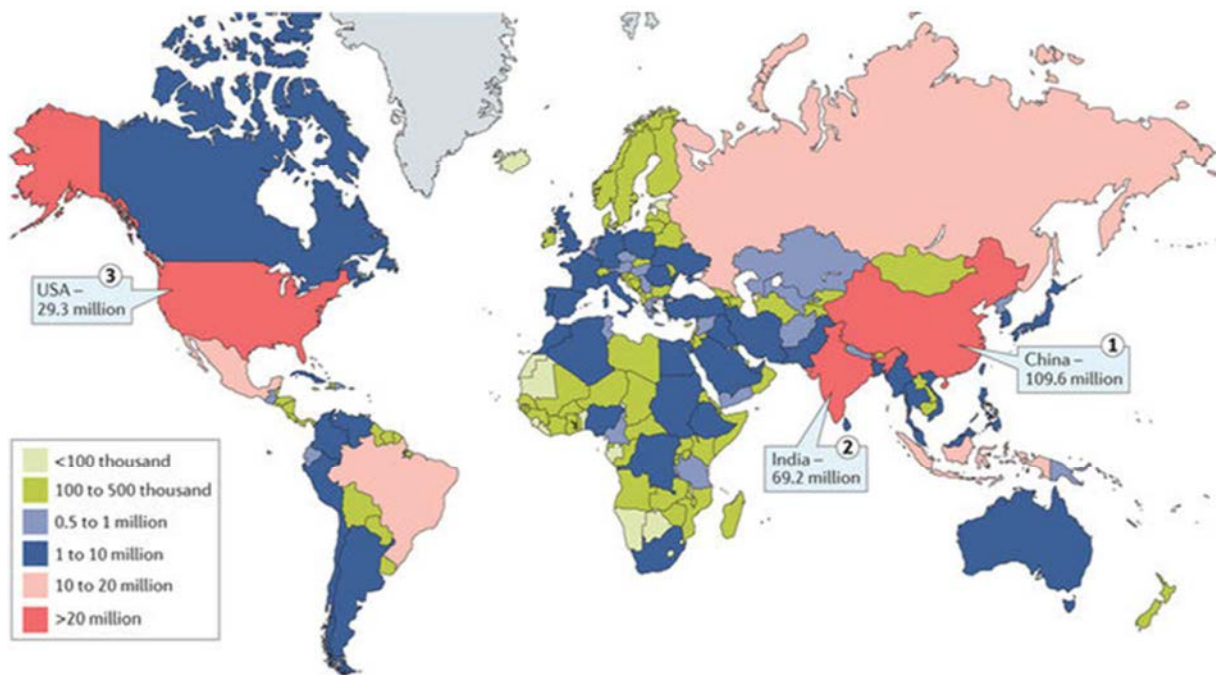 3
USA –
29.3 million
1
China –
109.6 million
2
India –
69.2 million
<100 thousand
100 to 500 thousand
0.5 to 1 million
1 to 10 million
10 to 20 million
>20 million